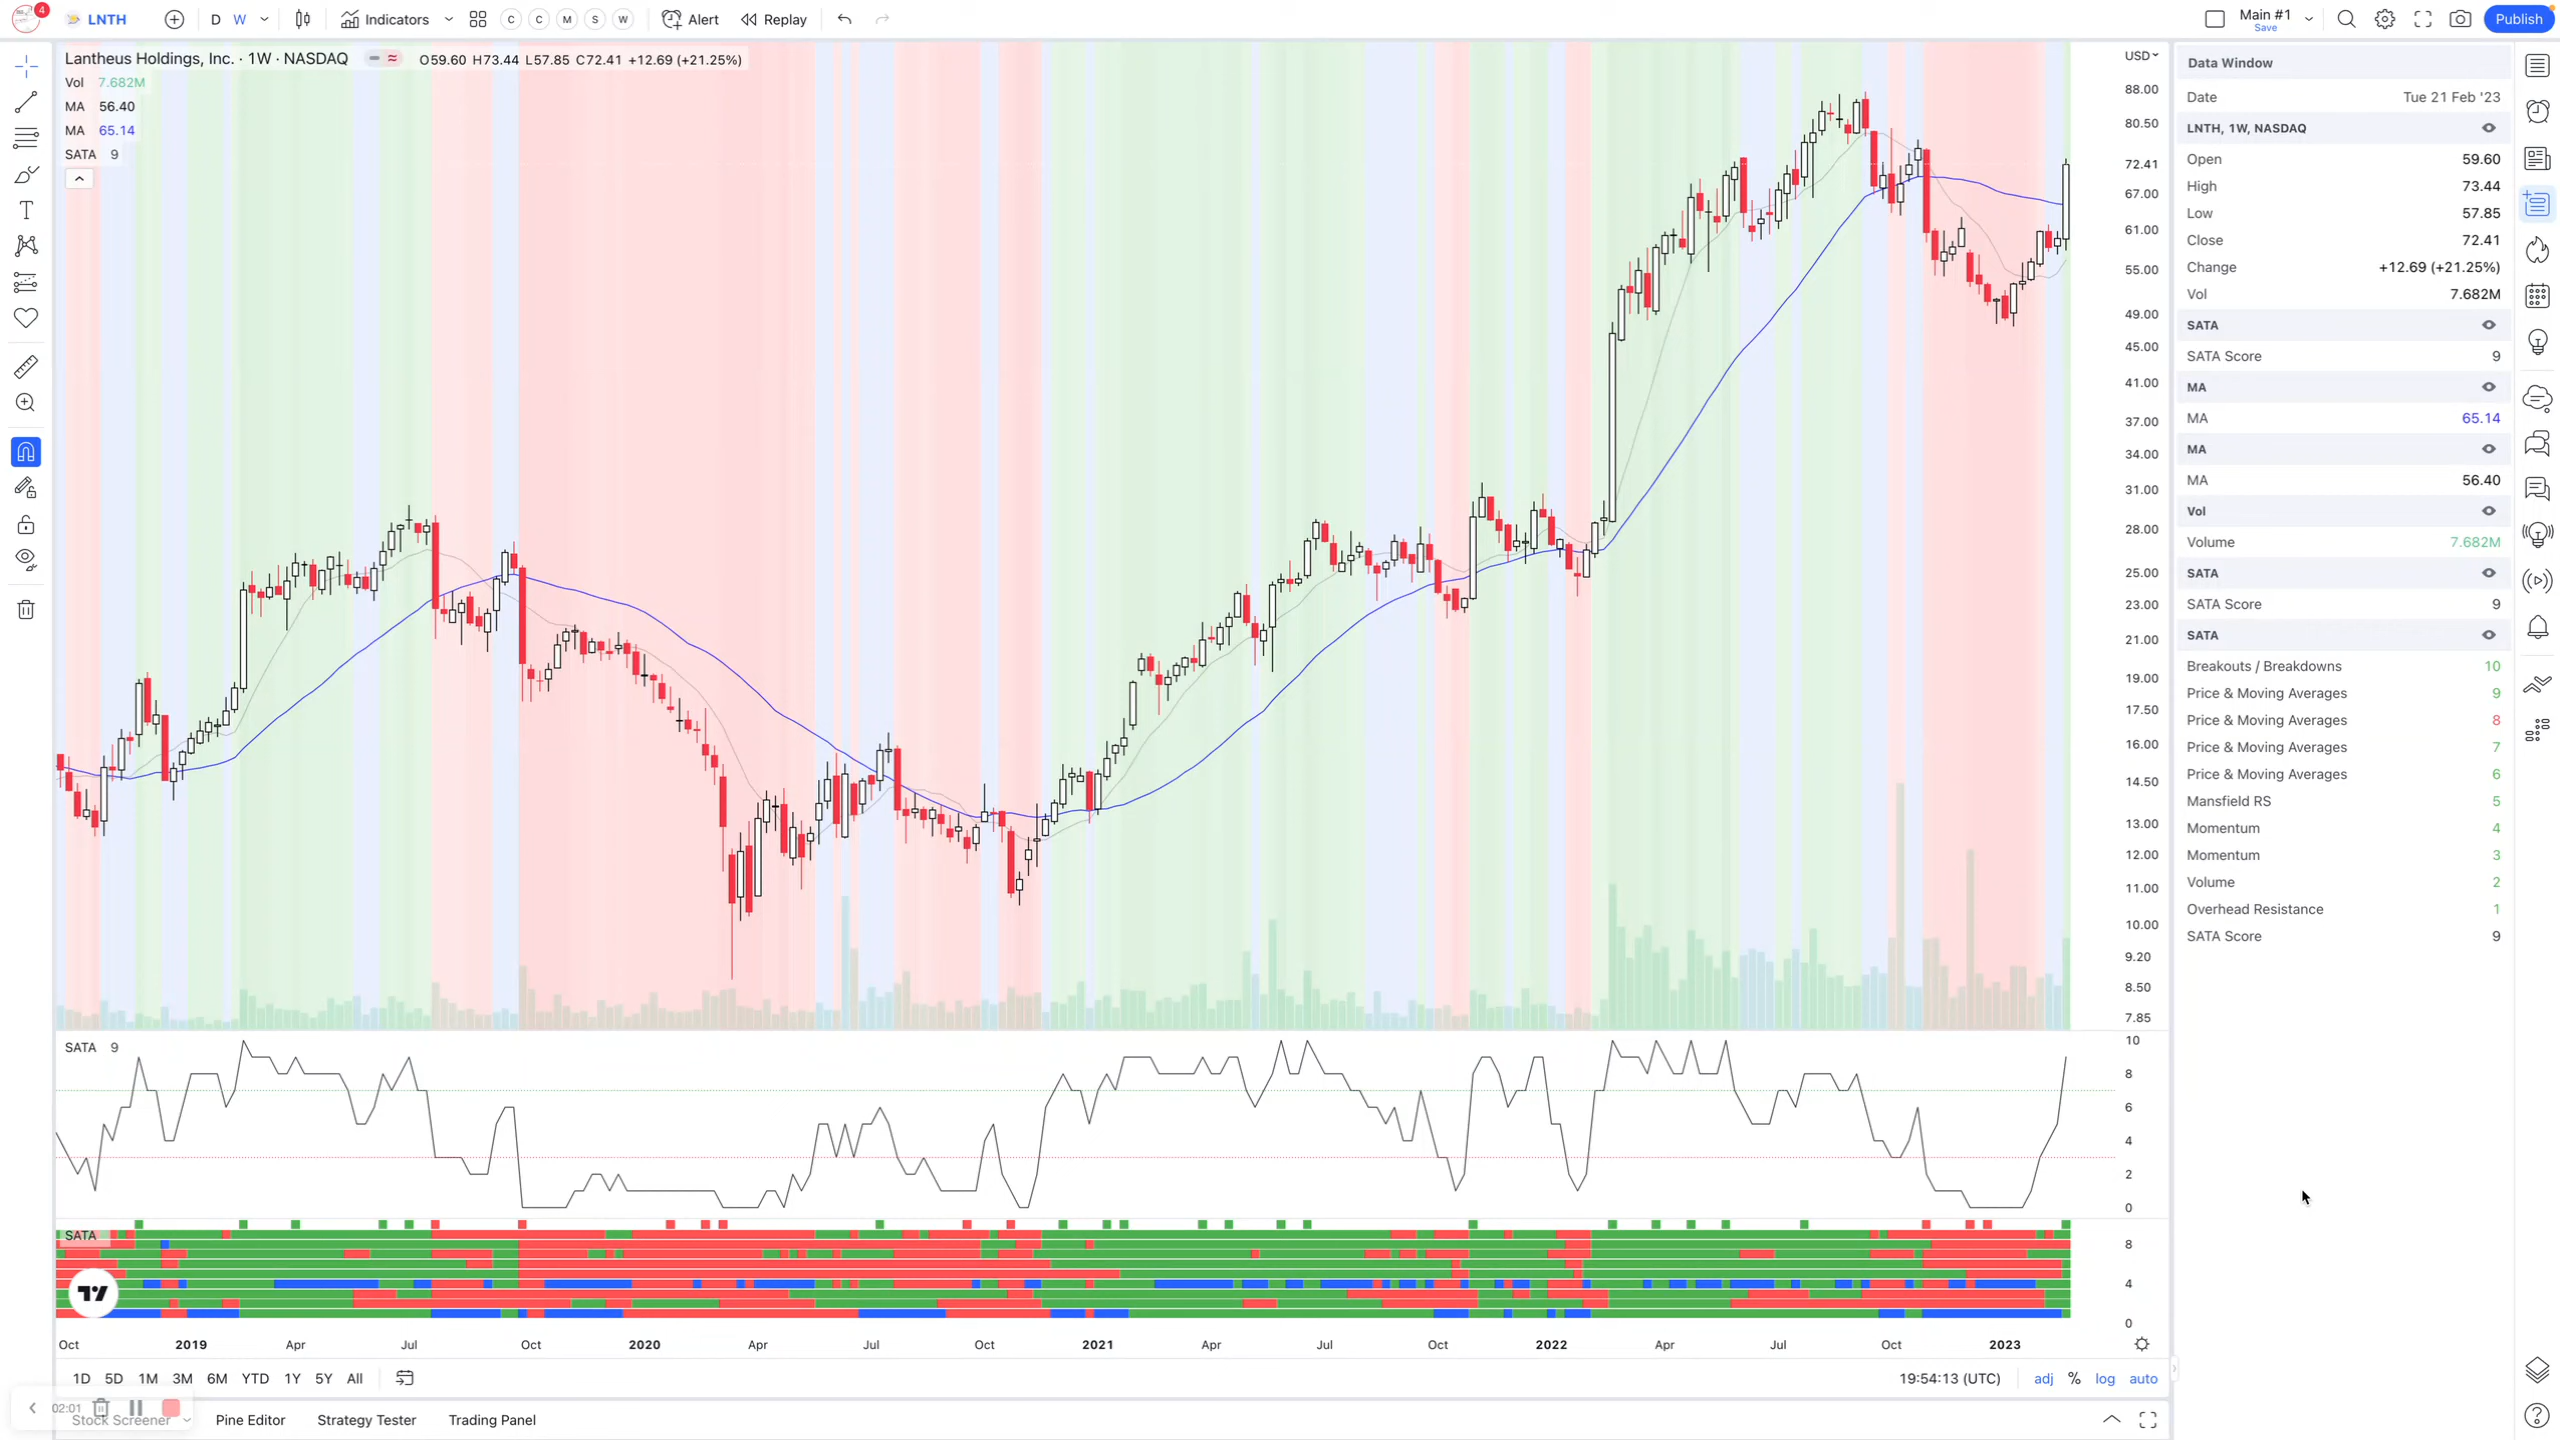 4
LNTH
D W
Indicators
C C M S W
Alert
Replay
Main #1
Save
Publish
Lantheus Holdings, Inc. · 1W · NASDAQ
O59.60 H73.44 L57.85 C72.41 +12.69 (+21.25%)
Vol 7.682M
MA 56.40
MA 65.14
SATA 9
USD
88.00
80.50
72.41
67.00
61.00
55.00
49.00
45.00
41.00
37.00
34.00
31.00
28.00
25.00
23.00
21.00
19.00
17.50
16.00
14.50
13.00
12.00
11.00
10.00
9.20
8.50
7.85
SATA 9
10
8
6
4
2
0
SATA
8
4
0
Oct 2019 Apr Jul Oct 2020 Apr Jul Oct 2021 Apr Jul Oct 2022 Apr Jul Oct 2023
1D 5D 1M 3M 6M YTD 1Y 5Y All
19:54:13 (UTC) adj % log auto
02:01
Stock Screener Pine Editor Strategy Tester Trading Panel
Data Window
Date Tue 21 Feb '23
LNTH, 1W, NASDAQ
Open 59.60
High 73.44
Low 57.85
Close 72.41
Change +12.69 (+21.25%)
Vol 7.682M
SATA
SATA Score 9
MA
MA 65.14
MA
MA 56.40
Vol
Volume 7.682M
SATA
SATA Score 9
SATA
Breakouts / Breakdowns 10
Price & Moving Averages 9
Price & Moving Averages 8
Price & Moving Averages 7
Price & Moving Averages 6
Mansfield RS 5
Momentum 4
Momentum 3
Volume 2
Overhead Resistance 1
SATA Score 9